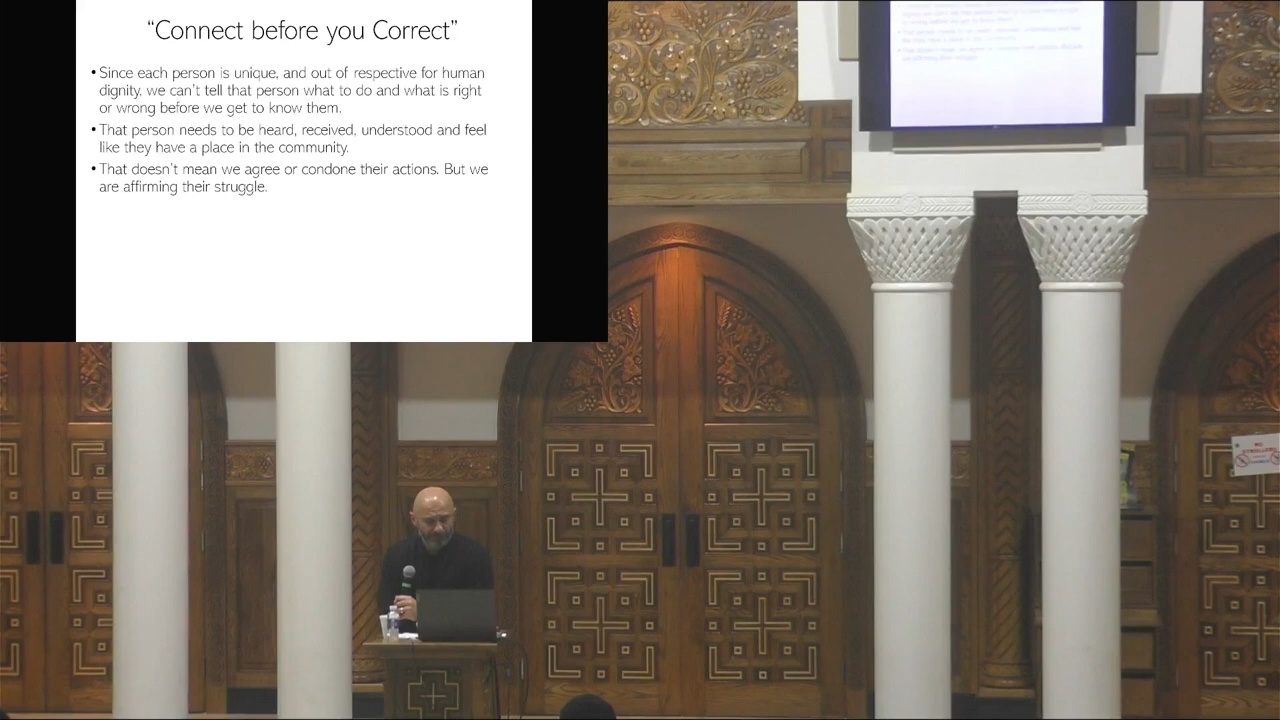 “Connect before you Correct”
• Since each person is unique, and out of respective for human
dignity, we can't tell that person what to do and what is right
or wrong before we get to know them.
• That person needs to be heard, received, understood and feel
like they have a place in the community.
• That doesn't mean we agree or condone their actions. But we
are affirming their struggle.